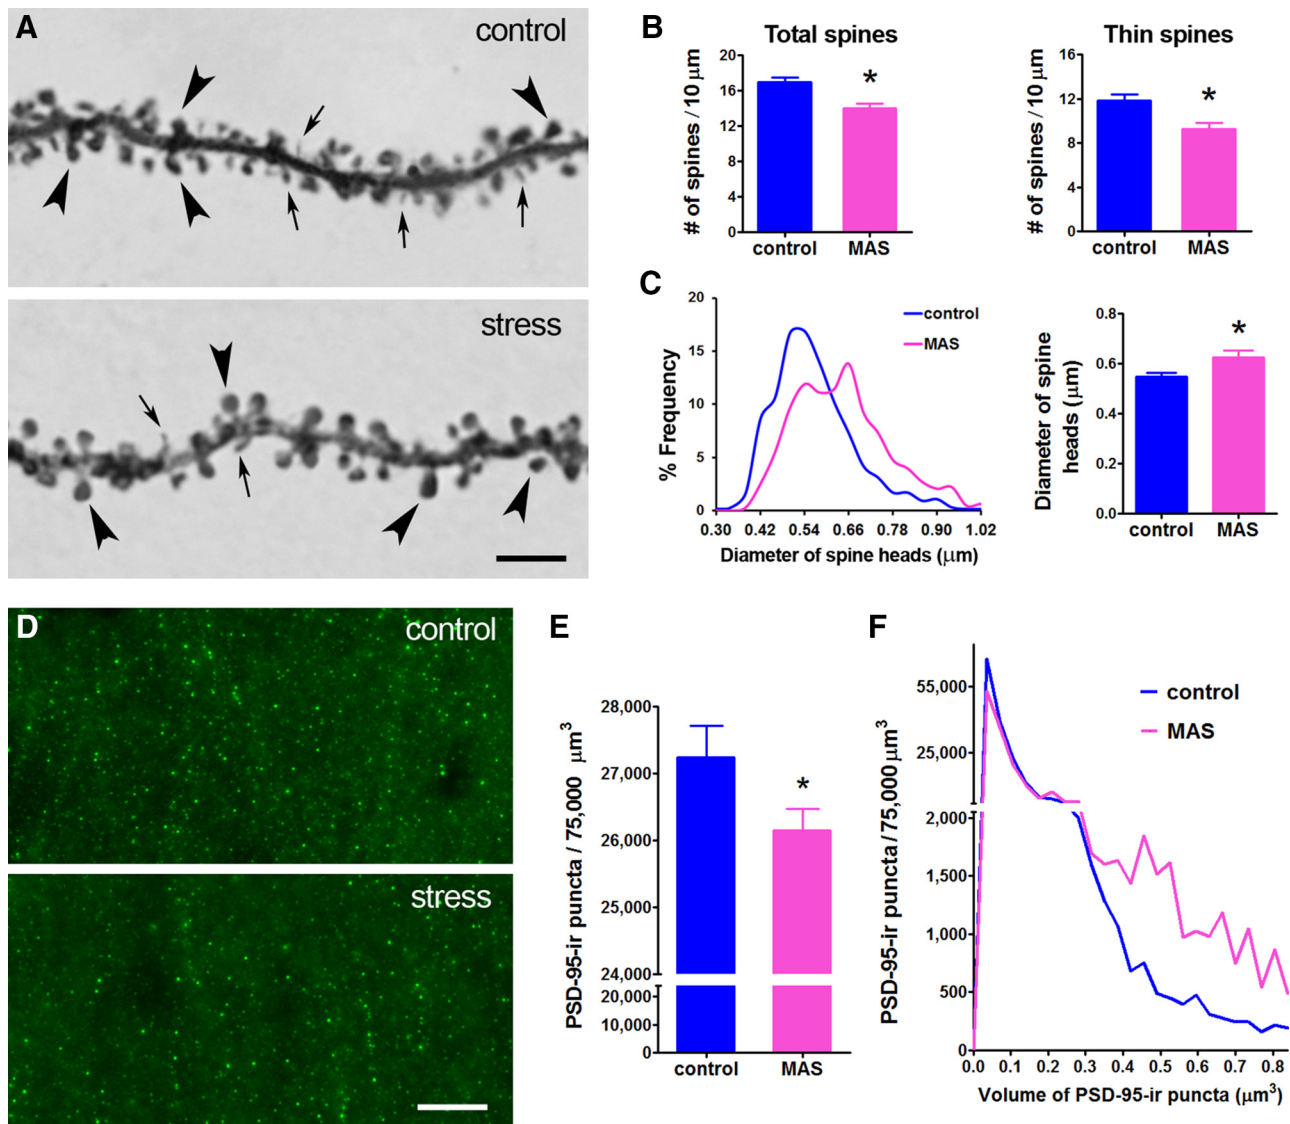 A
control
stress
B
Total spines
# of spines / 10 μm
20
16
12
8
4
0
*
control MAS
Thin spines
# of spines / 10 μm
16
12
8
4
0
*
control MAS
C
% Frequency
20
15
10
5
0
control
MAS
0.30 0.42 0.54 0.66 0.78 0.90 1.02
Diameter of spine heads (μm)
Diameter of spine
heads (μm)
0.8
0.6
0.4
0.2
0.0
*
control MAS
D
control
stress
E
PSD-95-ir puncta / 75,000 μm³
28,000
27,000
26,000
25,000
24,000
20,000
10,000
0
*
control MAS
F
PSD-95-ir puncta / 75,000 μm³
55,000
25,000
2,000
1,500
1,000
500
0
control
MAS
0.0 0.1 0.2 0.3 0.4 0.5 0.6 0.7 0.8
Volume of PSD-95-ir puncta (μm³)